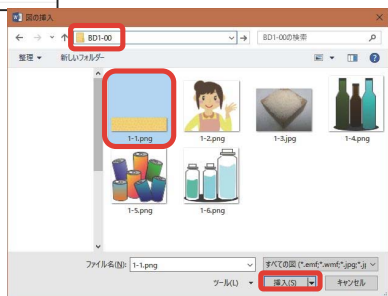 図の挿入
BD1-00
BD1-00の検索
整理
新しいフォルダー
1-1.png
1-2.png
1-3.jpg
1-4.png
1-5.png
1-6.png
ファイル名(N): 1-1.png
すべての図 (*.emf;*.wmf;*.jpg;*.j
ツール(L)
挿入(S)
キャンセル